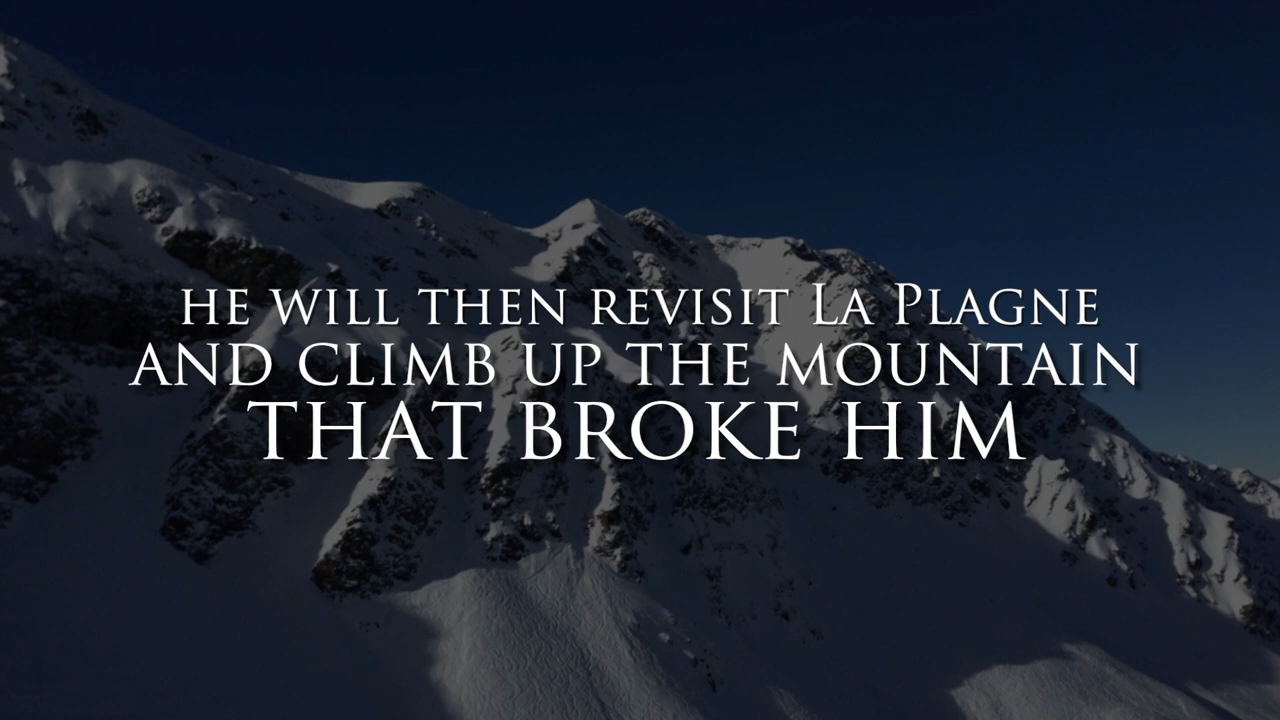 HE WILL THEN REVISIT LA PLAGNE
AND CLIMB UP THE MOUNTAIN
THAT BROKE HIM